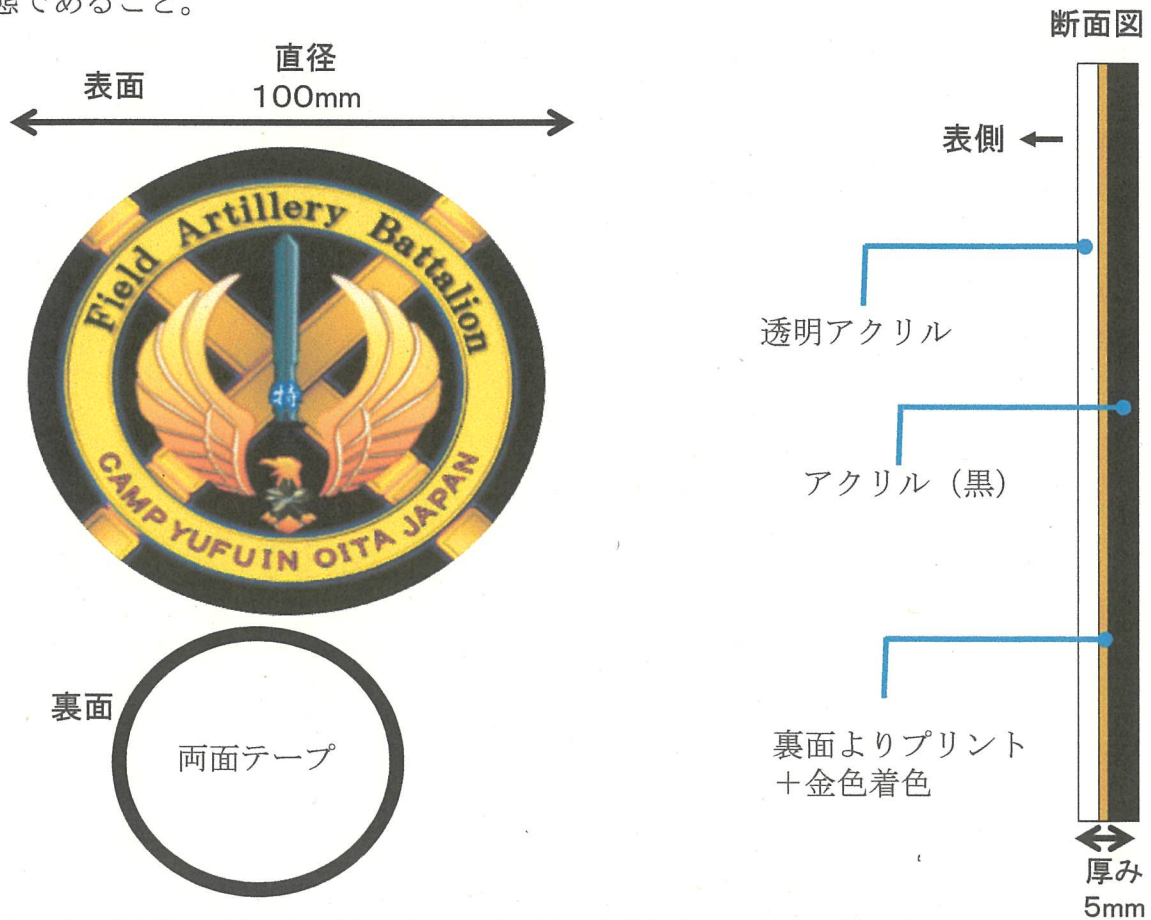 態であること。
断面図
表面
直径
100mm
表側
Field Artillery Battalion
特
CAMP YUFUIN OITA JAPAN
透明アクリル
アクリル（黒）
裏面
両面テープ
裏面よりプリント
＋金色着色
厚み
5mm